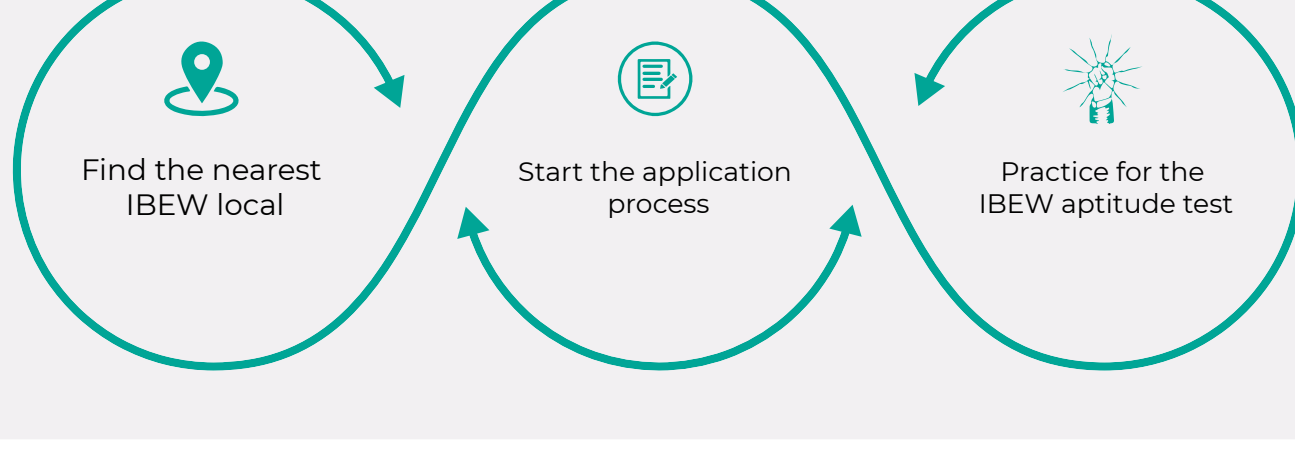 Find the nearest
IBEW local
Start the application
process
Practice for the
IBEW aptitude test